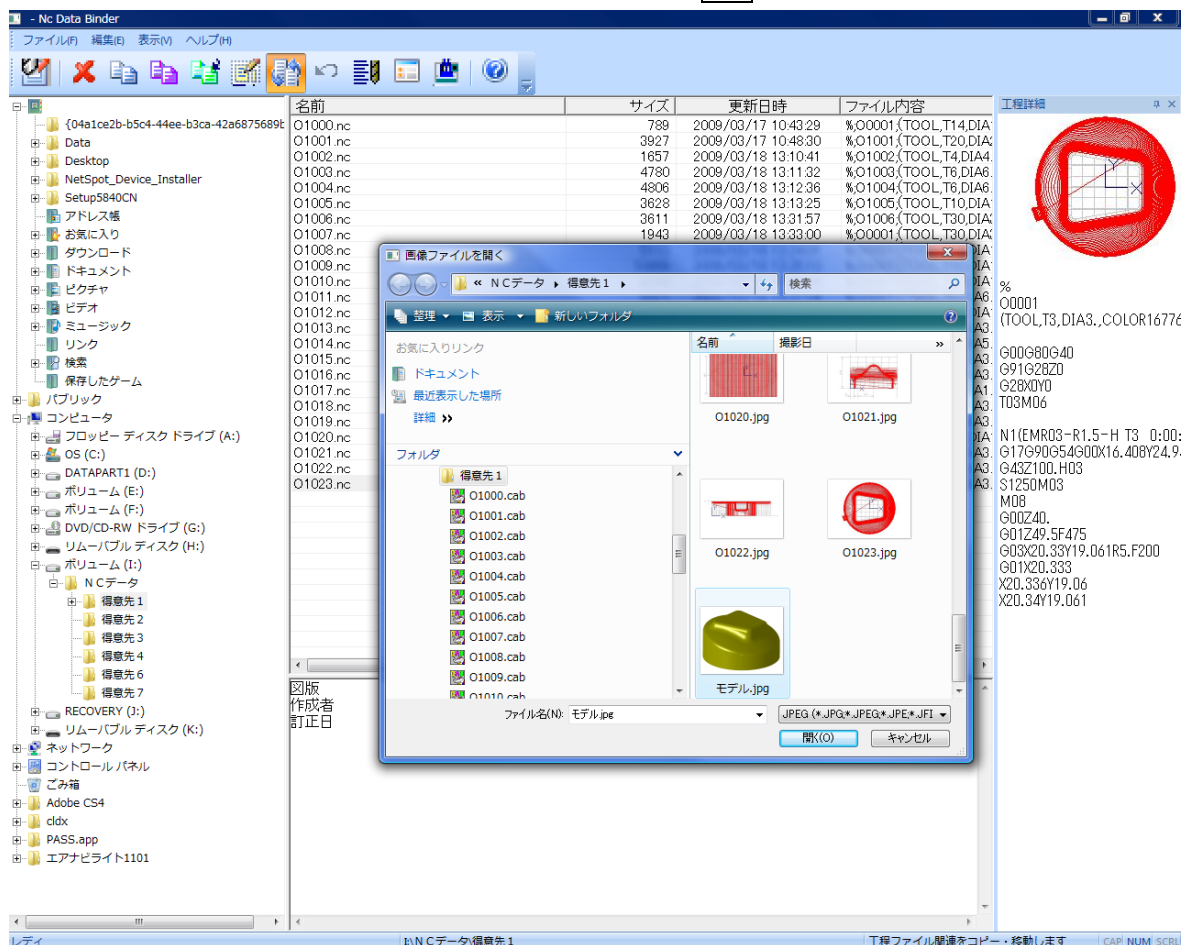 - Nc Data Binder
ファイル(F) 編集(E) 表示(V) ヘルプ(H)
{04a1ce2b-b5c4-44ee-b3ca-42a6875689b
Data
Desktop
NetSpot_Device_Installer
Setup5840CN
アドレス帳
お気に入り
ダウンロード
ドキュメント
ピクチャ
ビデオ
ミュージック
リンク
検索
保存したゲーム
パブリック
コンピュータ
フロッピー ディスク ドライブ (A:)
OS (C:)
DATAPART1 (D:)
ボリューム (E:)
ボリューム (F:)
DVD/CD-RW ドライブ (G:)
リムーバブル ディスク (H:)
ボリューム (I:)
NCデータ
得意先1
得意先2
得意先3
得意先4
得意先6
得意先7
RECOVERY (J:)
リムーバブル ディスク (K:)
ネットワーク
コントロール パネル
ごみ箱
Adobe CS4
cldx
PASS.app
エアナビライト1101
名前 サイズ 更新日時 ファイル内容
O1000.nc 789 2009/03/17 10:43:29 %;O0001;(TOOL,T14,DIA
O1001.nc 3927 2009/03/17 10:48:30 %;O1001;(TOOL,T20,DIA
O1002.nc 1657 2009/03/18 13:10:41 %;O1002;(TOOL,T4,DIA4.
O1003.nc 4780 2009/03/18 13:11:32 %;O1003;(TOOL,T6,DIA6.
O1004.nc 4806 2009/03/18 13:12:36 %;O1004;(TOOL,T6,DIA6.
O1005.nc 3628 2009/03/18 13:13:25 %;O1005;(TOOL,T10,DIA
O1006.nc 3611 2009/03/18 13:31:57 %;O1006;(TOOL,T30,DIA
O1007.nc 1943 2009/03/18 13:33:00 %;O0001;(TOOL,T30,DIA
O1008.nc
O1009.nc
O1010.nc
O1011.nc
O1012.nc
O1013.nc
O1014.nc
O1015.nc
O1016.nc
O1017.nc
O1018.nc
O1019.nc
O1020.nc
O1021.nc
O1022.nc
O1023.nc
画像ファイルを開く
« NCデータ 得意先1 検索
整理 表示 新しいフォルダ
お気に入りリンク
ドキュメント
最近表示した場所
詳細 »
フォルダ
得意先1
O1000.cab
O1001.cab
O1002.cab
O1003.cab
O1004.cab
O1005.cab
O1006.cab
O1007.cab
O1008.cab
O1009.cab
O1010.cab
名前 撮影日 »
O1020.jpg O1021.jpg
O1022.jpg O1023.jpg
モデル.jpg
ファイル名(N): モデル.jpg JPEG (*.JPG;*.JPEG;*.JPE;*.JFI
開く(O) キャンセル
図版
作成者
訂正日
工程詳細
%
O0001
(TOOL,T3,DIA3.,COLOR16776
G00G80G40
G91G28Z0
G28X0Y0
T03M06
N1(EMR03-R1.5-H T3 0:00:
G17G90G54G00X16.408Y24.9
G43Z100.H03
S1250M03
M08
G00Z40.
G01Z49.5F475
G03X20.33Y19.061R5.F200
G01X20.333
X20.336Y19.06
X20.34Y19.061
レディ I:\NCデータ\得意先1 工程ファイル関連をコピー・移動します CAP NUM SCRL